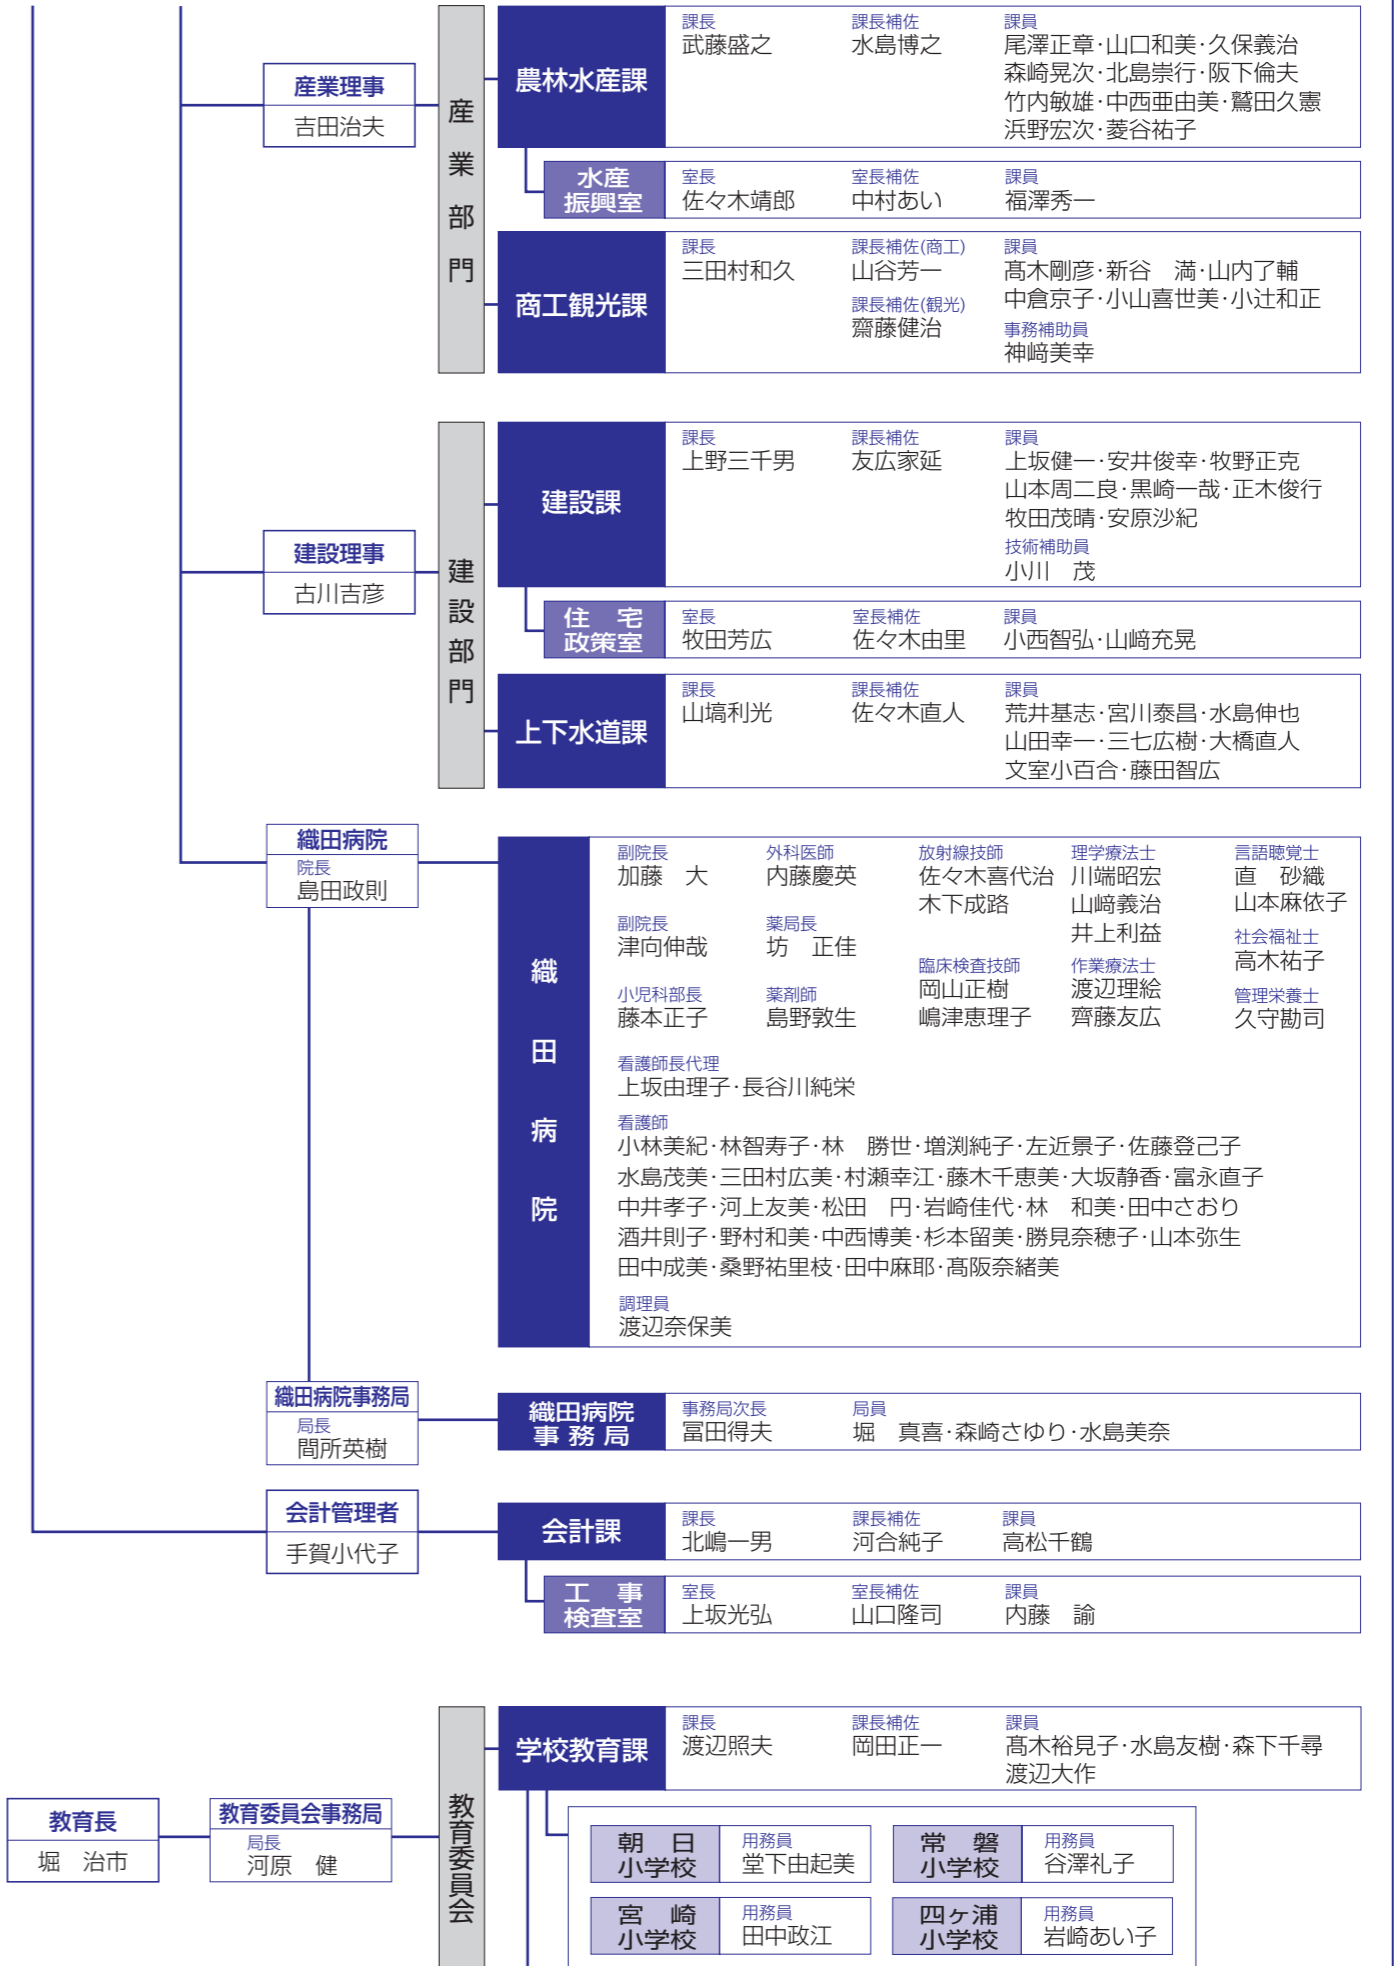 産業理事
吉田治夫
産業部門
農林水産課
課長
武藤盛之
課長補佐
水島博之
課員
尾澤正章·山口和美·久保義治
森崎晃次·北島崇行·阪下倫夫
竹内敏雄·中西亜由美·鷲田久憲
浜野宏次·菱谷祐子
水産
振興室
室長
佐々木靖郎
室長補佐
中村あい
課員
福澤秀一
商工観光課
課長
三田村和久
課長補佐(商工)
山谷芳一
課長補佐(観光)
齋藤健治
課員
髙木剛彦·新谷　満·山内了輔
中倉京子·小山喜世美·小辻和正
事務補助員
神﨑美幸
建設理事
古川吉彦
建設部門
建設課
課長
上野三千男
課長補佐
友広家延
課員
上坂健一·安井俊幸·牧野正克
山本周二良·黒崎一哉·正木俊行
牧田茂晴·安原沙紀
技術補助員
小川　茂
住　宅
政策室
室長
牧田芳広
室長補佐
佐々木由里
課員
小西智弘·山﨑充晃
上下水道課
課長
山塙利光
課長補佐
佐々木直人
課員
荒井基志·宮川泰昌·水島伸也
山田幸一·三七広樹·大橋直人
文室小百合·藤田智広
織田病院
院長
島田政則
織田病院
副院長
加藤　大
副院長
津向伸哉
小児科部長
藤本正子
外科医師
内藤慶英
薬局長
坊　正佳
薬剤師
島野敦生
放射線技師
佐々木喜代治
木下成路
臨床検査技師
岡山正樹
嶋津恵理子
理学療法士
川端昭宏
山﨑義治
井上利益
作業療法士
渡辺理絵
齊藤友広
言語聴覚士
直　砂織
山本麻依子
社会福祉士
高木祐子
管理栄養士
久守勘司
看護師長代理
上坂由理子·長谷川純栄
看護師
小林美紀·林智寿子·林　勝世·増渕純子·左近景子·佐藤登己子
水島茂美·三田村広美·村瀬幸江·藤木千恵美·大坂静香·富永直子
中井孝子·河上友美·松田　円·岩崎佳代·林　和美·田中さおり
酒井則子·野村和美·中西博美·杉本留美·勝見奈穂子·山本弥生
田中成美·桑野祐里枝·田中麻耶·髙阪奈緒美
調理員
渡辺奈保美
織田病院事務局
局長
間所英樹
織田病院
事 務 局
事務局次長
冨田得夫
局員
堀　真喜·森崎さゆり·水島美奈
会計管理者
手賀小代子
会計課
課長
北嶋一男
課長補佐
河合純子
課員
高松千鶴
工　事
検査室
室長
上坂光弘
室長補佐
山口隆司
課員
内藤　諭
教育長
堀　治市
教育委員会事務局
局長
河原　健
教育委員会
学校教育課
課長
渡辺照夫
課長補佐
岡田正一
課員
髙木裕見子·水島友樹·森下千尋
渡辺大作
朝　日
小学校
用務員
堂下由起美
常　磐
小学校
用務員
谷澤礼子
宮　崎
小学校
用務員
田中政江
四ヶ浦
小学校
用務員
岩崎あい子